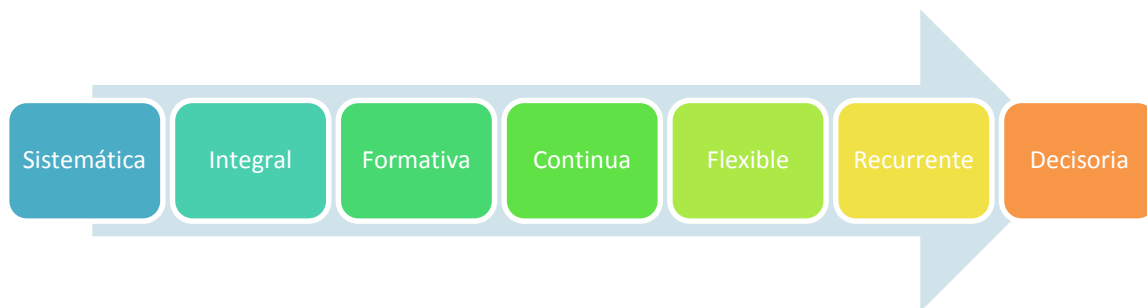 Sistemática
Integral
Formativa
Continua
Flexible
Recurrente
Decisoria